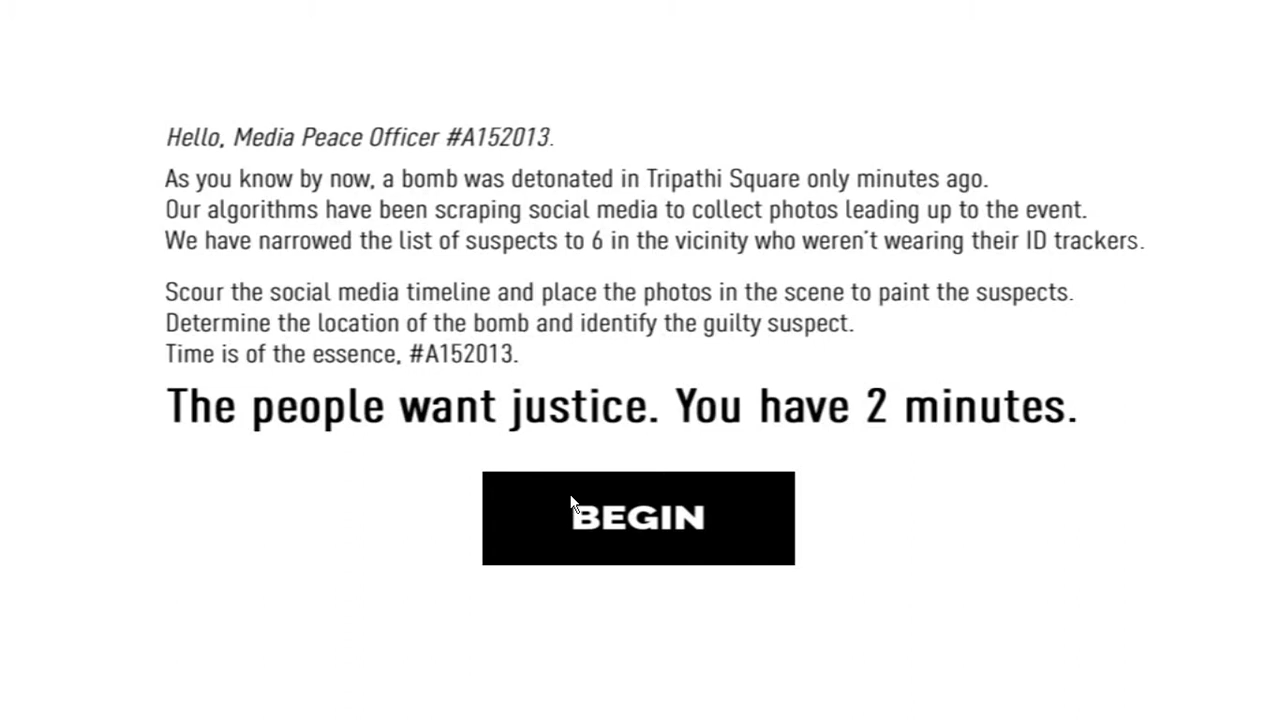 Hello, Media Peace Officer #A152013.
As you know by now, a bomb was detonated in Tripathi Square only minutes ago.
Our algorithms have been scraping social media to collect photos leading up to the event.
We have narrowed the list of suspects to 6 in the vicinity who weren't wearing their ID trackers.
Scour the social media timeline and place the photos in the scene to paint the suspects.
Determine the location of the bomb and identify the guilty suspect.
Time is of the essence, #A152013.
The people want justice. You have 2 minutes.
BEGIN